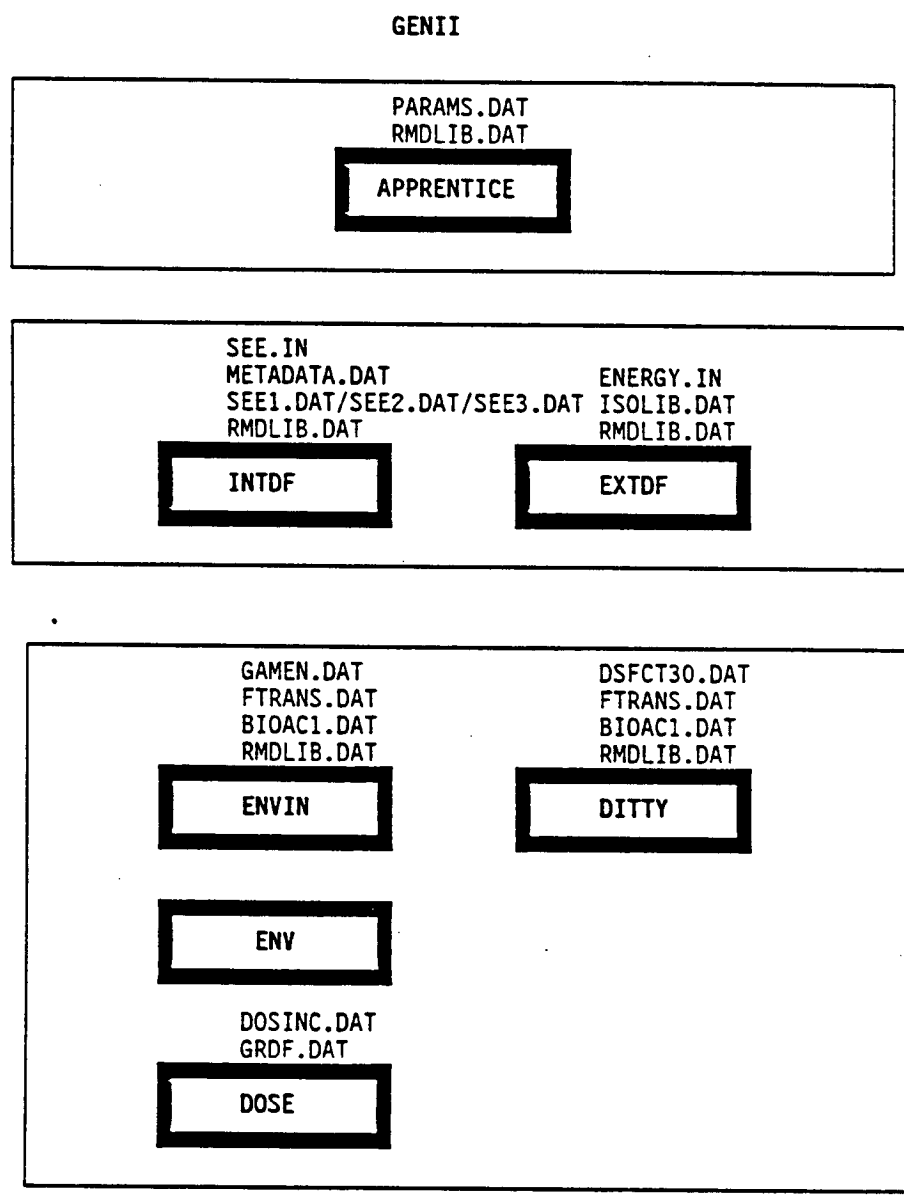 GENII
PARAMS.DAT
RMDLIB.DAT
APPRENTICE
SEE.IN
METADATA.DAT
SEE1.DAT/SEE2.DAT/SEE3.DAT
RMDLIB.DAT
INTDF
ENERGY.IN
ISOLIB.DAT
RMDLIB.DAT
EXTDF
GAMEN.DAT
FTRANS.DAT
BIOAC1.DAT
RMDLIB.DAT
ENVIN
DSFCT30.DAT
FTRANS.DAT
BIOAC1.DAT
RMDLIB.DAT
DITTY
ENV
DOSINC.DAT
GRDF.DAT
DOSE